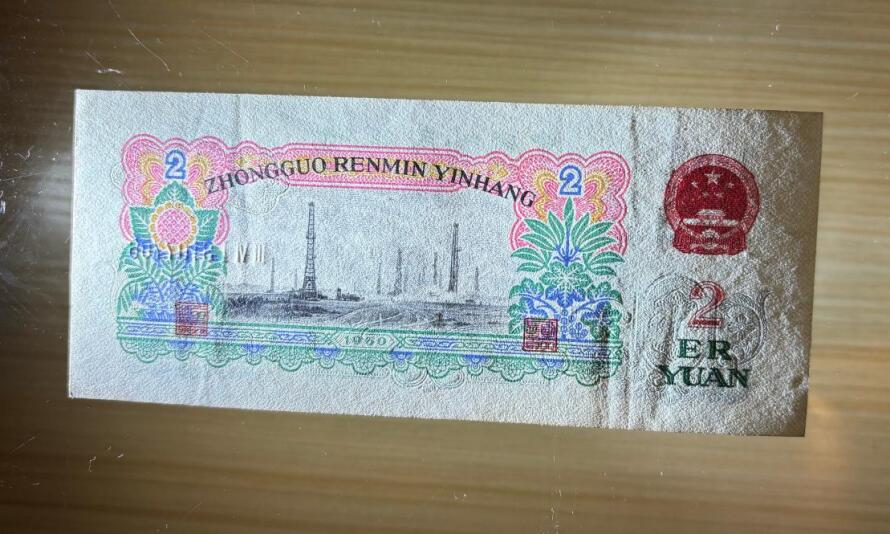 2
2
ZHONGGUO RENMIN YINHANG
1960
2
ER
YUAN